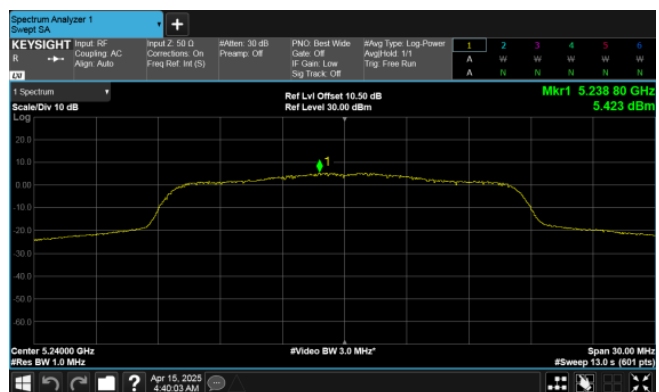 Spectrum Analyzer 1
Swept SA
+
KEYSIGHT Input: RF Input Z: 50 Ω #Atten: 30 dB PNO: Best Wide #Avg Type: Log-Power 1 2 3 4 5 6
R Coupling: AC Corrections: On Preamp: Off Gate: Off Avg|Hold: 1/1 A W W W W W
Align: Auto Freq Ref: Int (S) IF Gain: Low Trig: Free Run
LXI Sig Track: Off A N N N N N
1 Spectrum
Ref Lvl Offset 10.50 dB Mkr1 5.238 80 GHz
Scale/Div 10 dB Ref Level 30.00 dBm 5.423 dBm
Log
20.0
10.0
1
0.00
-10.0
-20.0
-30.0
-40.0
-50.0
-60.0
Center 5.24000 GHz #Video BW 3.0 MHz* Span 30.00 MHz
#Res BW 1.0 MHz #Sweep 13.0 s (601 pts)
? Apr 15, 2025
4:40:03 AM